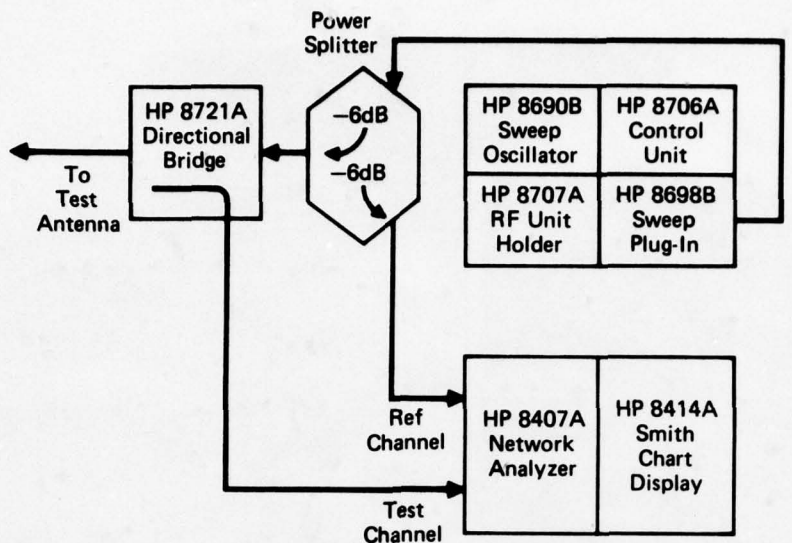 Power
Splitter
HP 8721A
Directional
Bridge
−6dB
−6dB
To
Test
Antenna
HP 8690B
Sweep
Oscillator
HP 8706A
Control
Unit
HP 8707A
RF Unit
Holder
HP 8698B
Sweep
Plug-In
Ref
Channel
HP 8407A
Network
Analyzer
HP 8414A
Smith
Chart
Display
Test
Channel